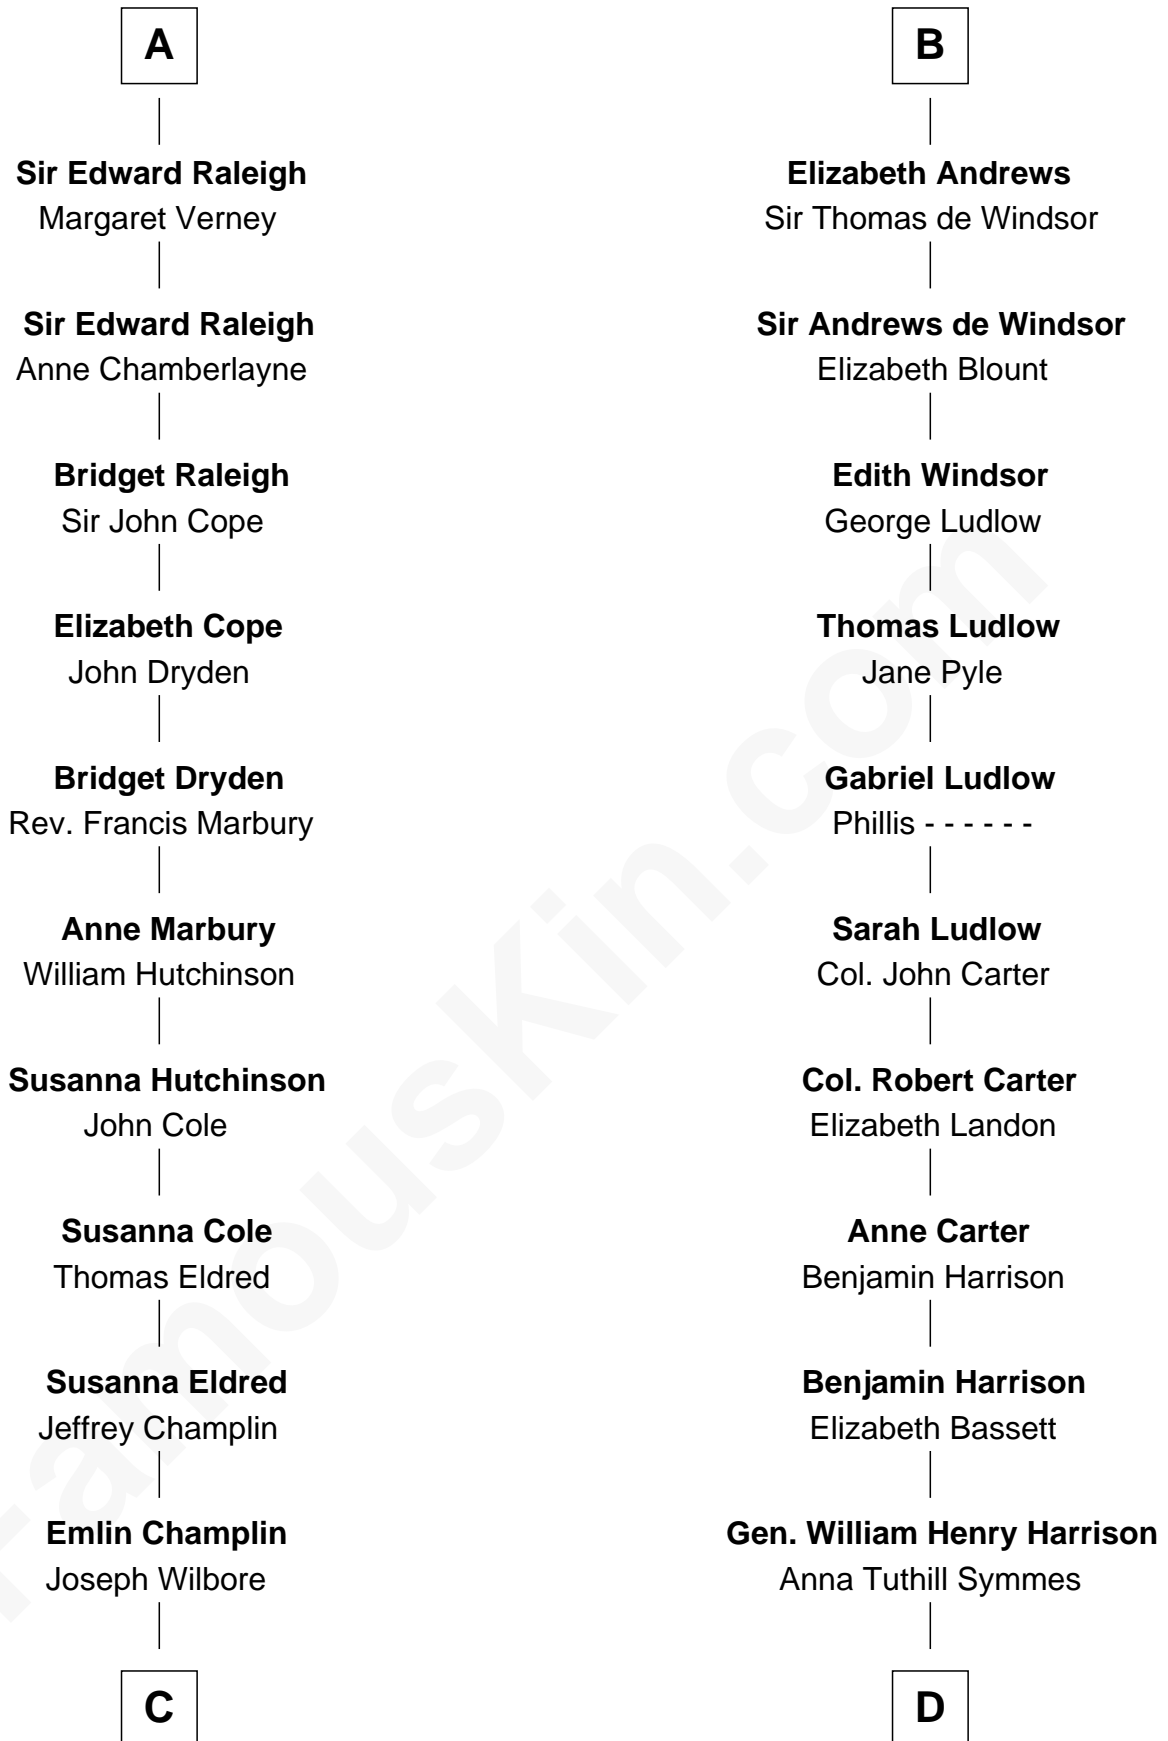 A
Sir Edward Raleigh
Margaret Verney
Sir Edward Raleigh
Anne Chamberlayne
Bridget Raleigh
Sir John Cope
Elizabeth Cope
John Dryden
Bridget Dryden
Rev. Francis Marbury
Anne Marbury
William Hutchinson
Susanna Hutchinson
John Cole
Susanna Cole
Thomas Eldred
Susanna Eldred
Jeffrey Champlin
Emlin Champlin
Joseph Wilbore
C
B
Elizabeth Andrews
Sir Thomas de Windsor
Sir Andrews de Windsor
Elizabeth Blount
Edith Windsor
George Ludlow
Thomas Ludlow
Jane Pyle
Gabriel Ludlow
Phillis - - - - - -
Sarah Ludlow
Col. John Carter
Col. Robert Carter
Elizabeth Landon
Anne Carter
Benjamin Harrison
Benjamin Harrison
Elizabeth Bassett
Gen. William Henry Harrison
Anna Tuthill Symmes
D
FamousKin.com